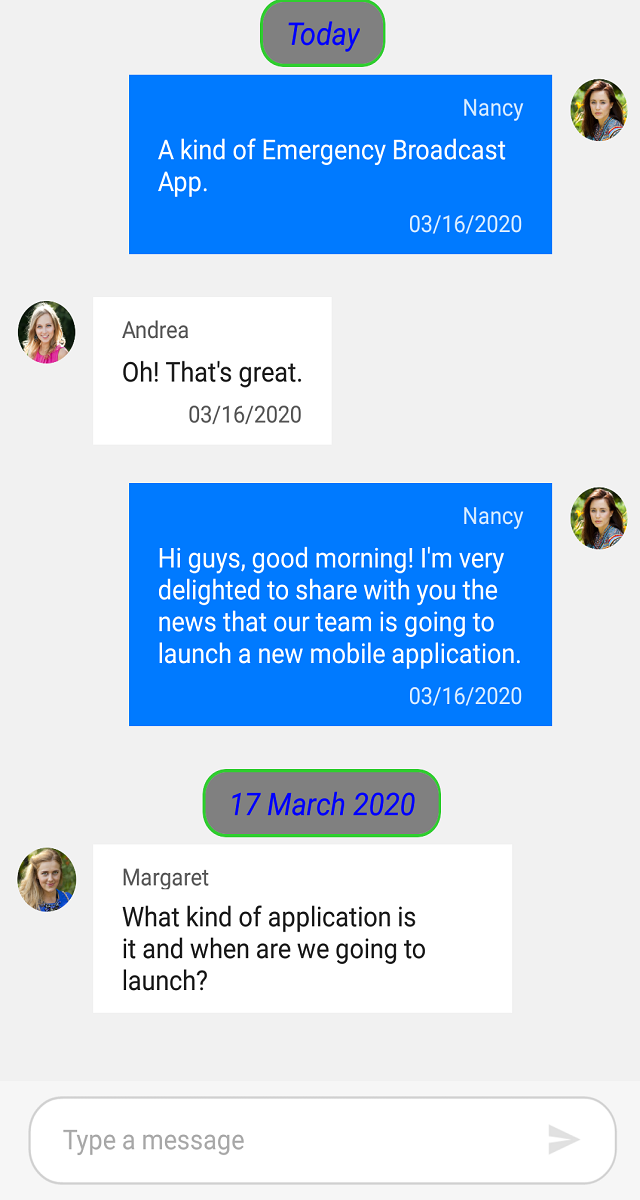 Today
Nancy
A kind of Emergency Broadcast
App.
03/16/2020
Andrea
Oh! That's great.
03/16/2020
Nancy
Hi guys, good morning! I'm very
delighted to share with you the
news that our team is going to
launch a new mobile application.
03/16/2020
17 March 2020
Margaret
What kind of application is
it and when are we going to
launch?
Type a message